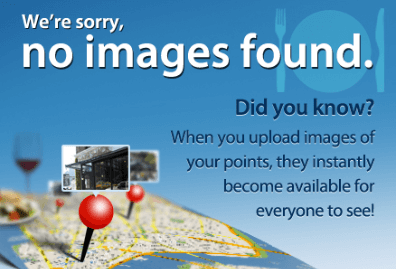 We're sorry,
no images found.
Did you know?
When you upload images of
your points, they instantly
become available for
everyone to see!